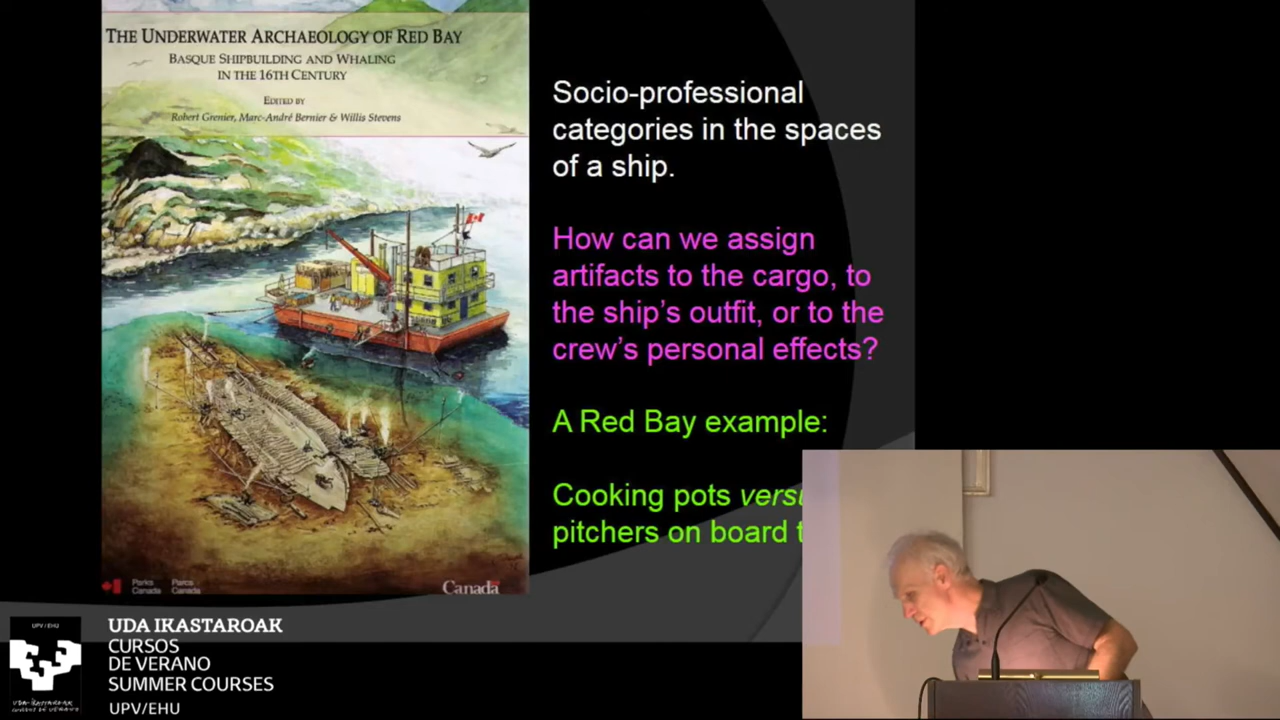 THE UNDERWATER ARCHAEOLOGY OF RED BAY
BASQUE SHIPBUILDING AND WHALING
IN THE 16TH CENTURY
EDITED BY
Robert Grenier, Marc-André Bernier & Willis Stevens
Parks
Canada
Parcs
Canada
Canada
Socio-professional
categories in the spaces
of a ship.
How can we assign
artifacts to the cargo, to
the ship's outfit, or to the
crew's personal effects?
A Red Bay example:
Cooking pots
pitchers on board
UPV / EHU
UDA IKASTAROAK
CURSOS
DE VERANO
SUMMER COURSES
UPV/EHU